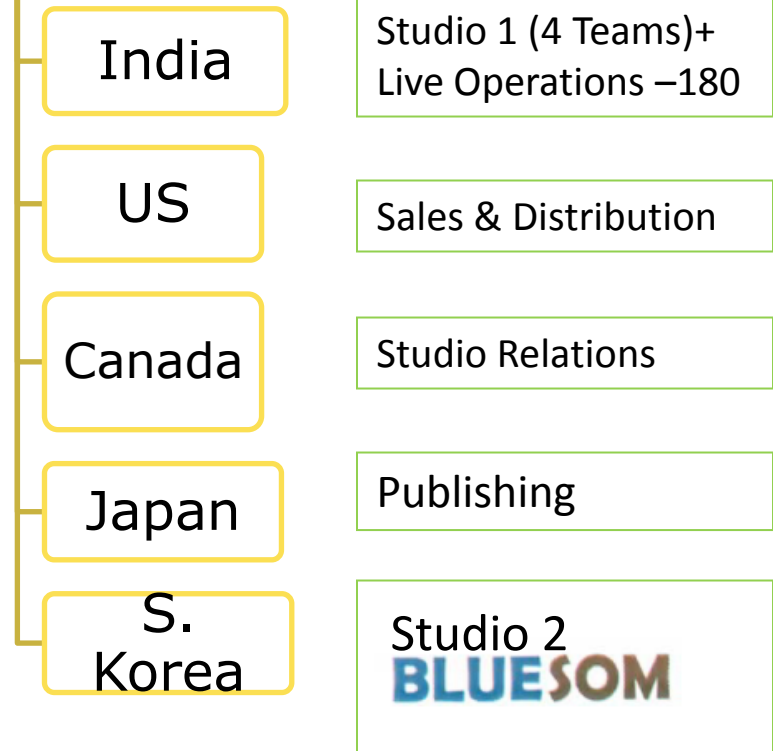 India
Studio 1 (4 Teams)+
Live Operations –180
US
Sales & Distribution
Canada
Studio Relations
Japan
Publishing
S.
Korea
Studio 2
BLUESOM